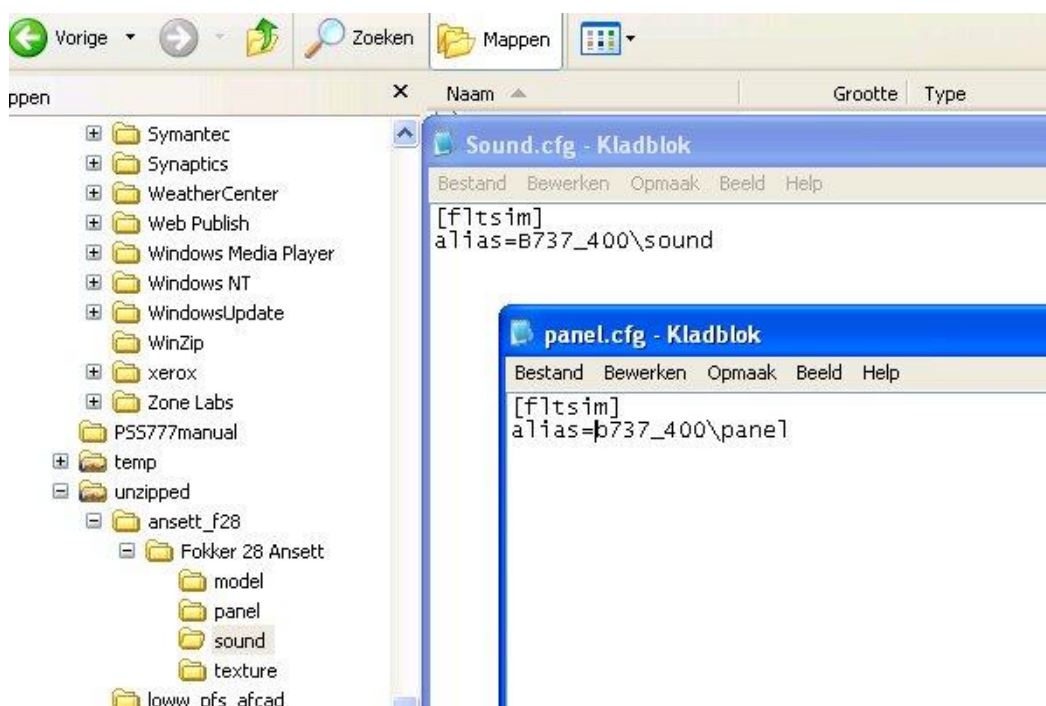 Vorige
Zoeken
Mappen
ppen
Naam
Grootte
Type
Symantec
Synaptics
WeatherCenter
Web Publish
Windows Media Player
Windows NT
WindowsUpdate
WinZip
xerox
Zone Labs
PSS777manual
temp
unzipped
ansett_f28
Fokker 28 Ansett
model
panel
sound
texture
loww_pfs_afcad
Sound.cfg - Kladblok
Bestand Bewerken Opmaak Beeld Help
[fltsim]
alias=B737_400\sound
panel.cfg - Kladblok
Bestand Bewerken Opmaak Beeld Help
[fltsim]
alias=b737_400\panel